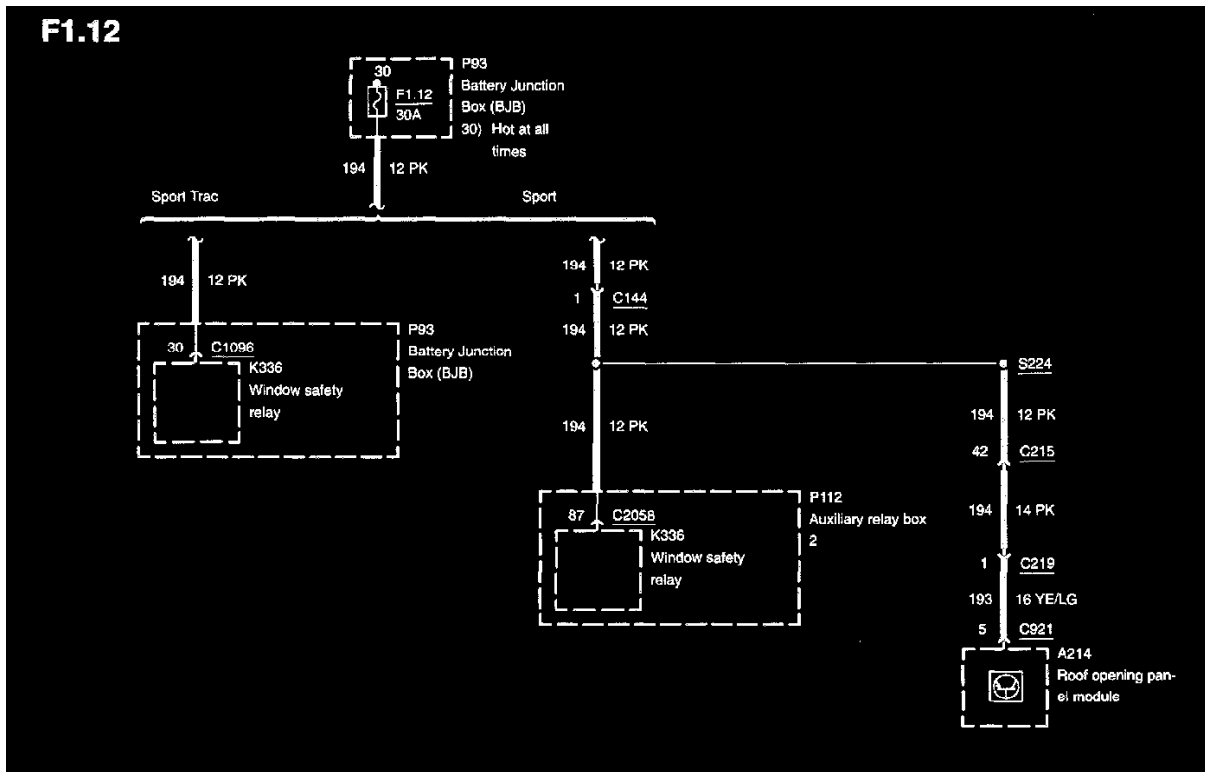 F1.12
30
F1.12
30A
P93
Battery Junction
Box (BJB)
30) Hot at all
times
194 12 PK
Sport Trac
Sport
194 12 PK
30 C1096
K336
Window safety
relay
P93
Battery Junction
Box (BJB)
194 12 PK
1 C144
194 12 PK
S224
194 12 PK
87 C2058
K336
Window safety
relay
P112
Auxiliary relay box
2
194 12 PK
42 C215
194 14 PK
1 C219
193 16 YE/LG
5 C921
A214
Roof opening pan-
el module